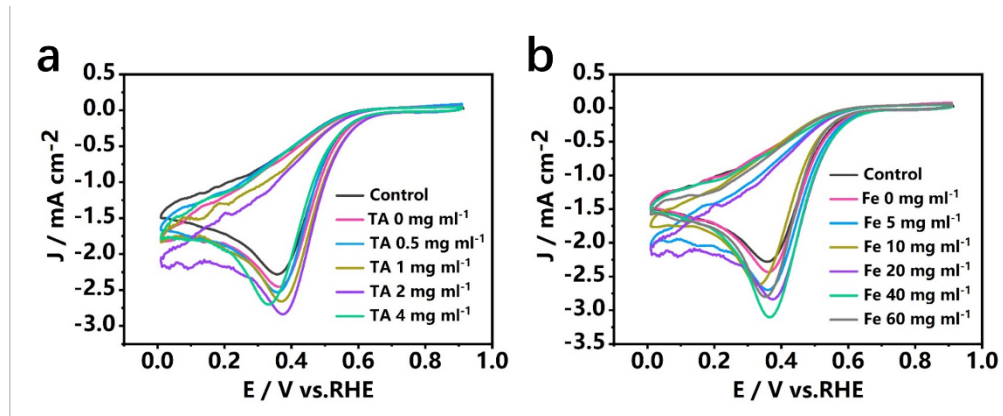 a
0.5
0.0
-0.5
-1.0
-1.5
-2.0
-2.5
-3.0
J / mA cm-2
Control
TA 0 mg ml-1
TA 0.5 mg ml-1
TA 1 mg ml-1
TA 2 mg ml-1
TA 4 mg ml-1
0.0 0.2 0.4 0.6 0.8 1.0
E / V vs.RHE
b
0.5
0.0
-0.5
-1.0
-1.5
-2.0
-2.5
-3.0
-3.5
J / mA cm-2
Control
Fe 0 mg ml-1
Fe 5 mg ml-1
Fe 10 mg ml-1
Fe 20 mg ml-1
Fe 40 mg ml-1
Fe 60 mg ml-1
0.0 0.2 0.4 0.6 0.8 1.0
E / V vs.RHE